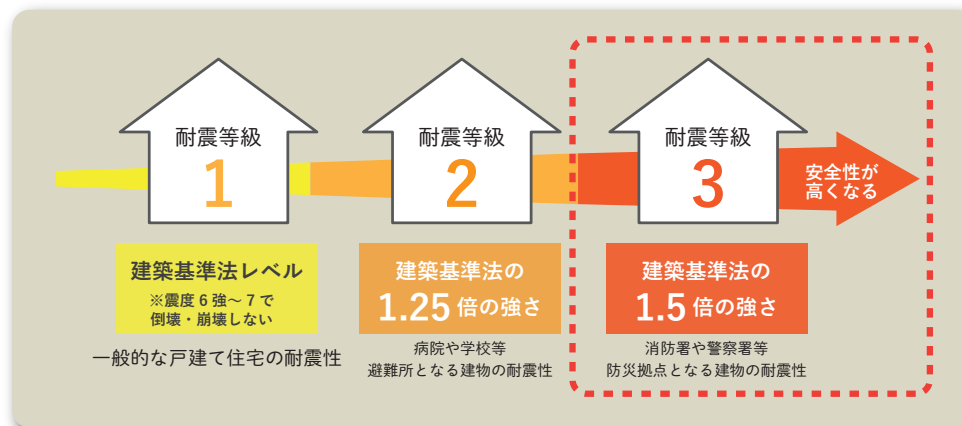 耐震等級
1
耐震等級
2
耐震等級
3
安全性が
高くなる
建築基準法レベル
※震度6強〜7で
倒壊・崩壊しない
一般的な戸建て住宅の耐震性
建築基準法の
1.25倍の強さ
病院や学校等
避難所となる建物の耐震性
建築基準法の
1.5倍の強さ
消防署や警察署等
防災拠点となる建物の耐震性